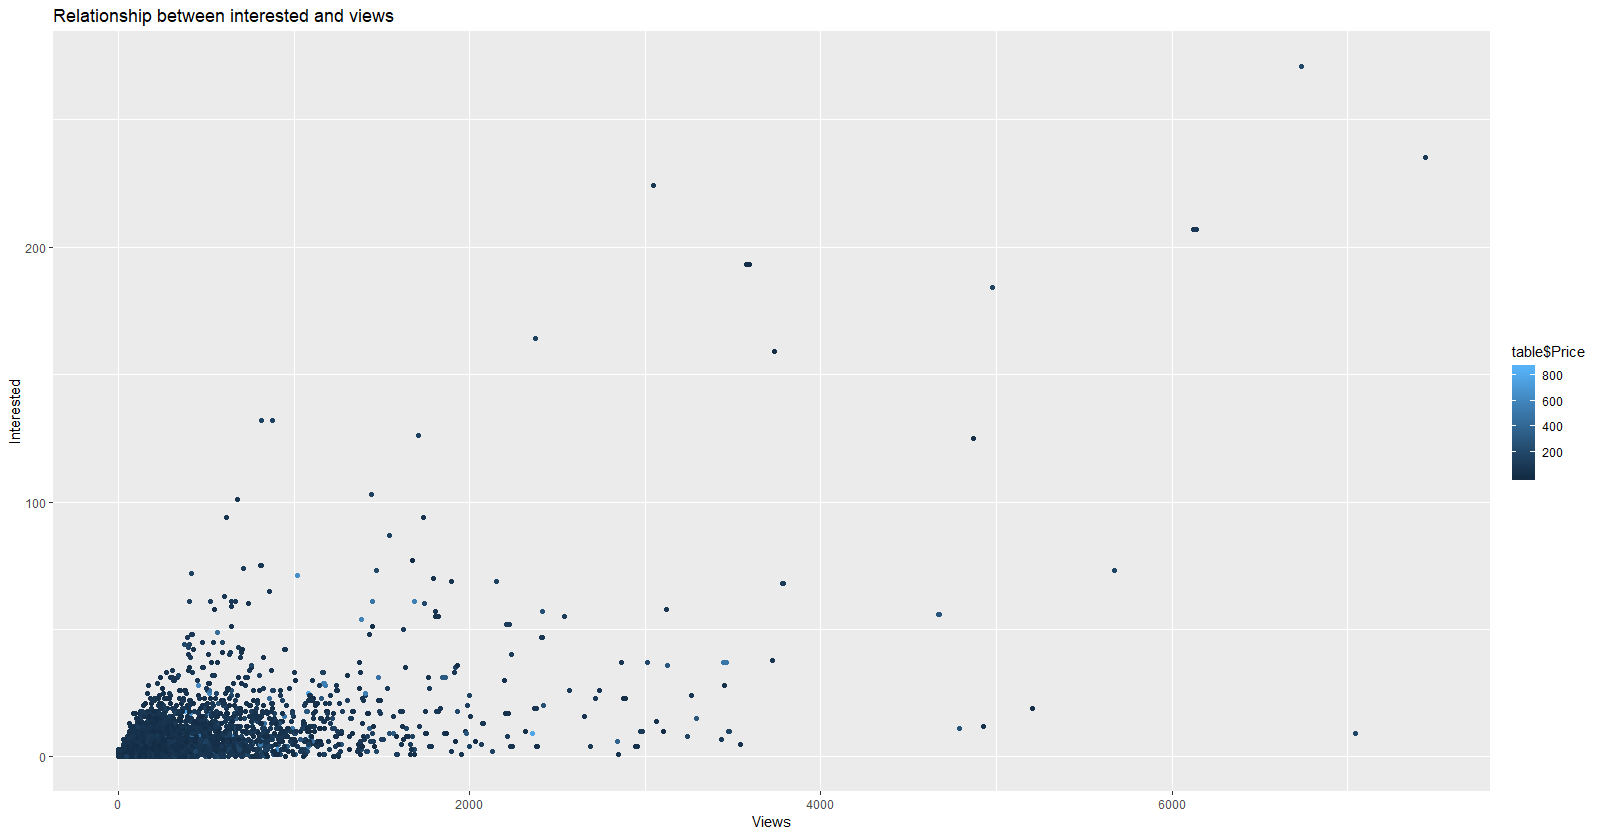 Relationship between interested and views
200
100
0
Interested
0 2000 4000 6000
Views
table$Price
800
600
400
200